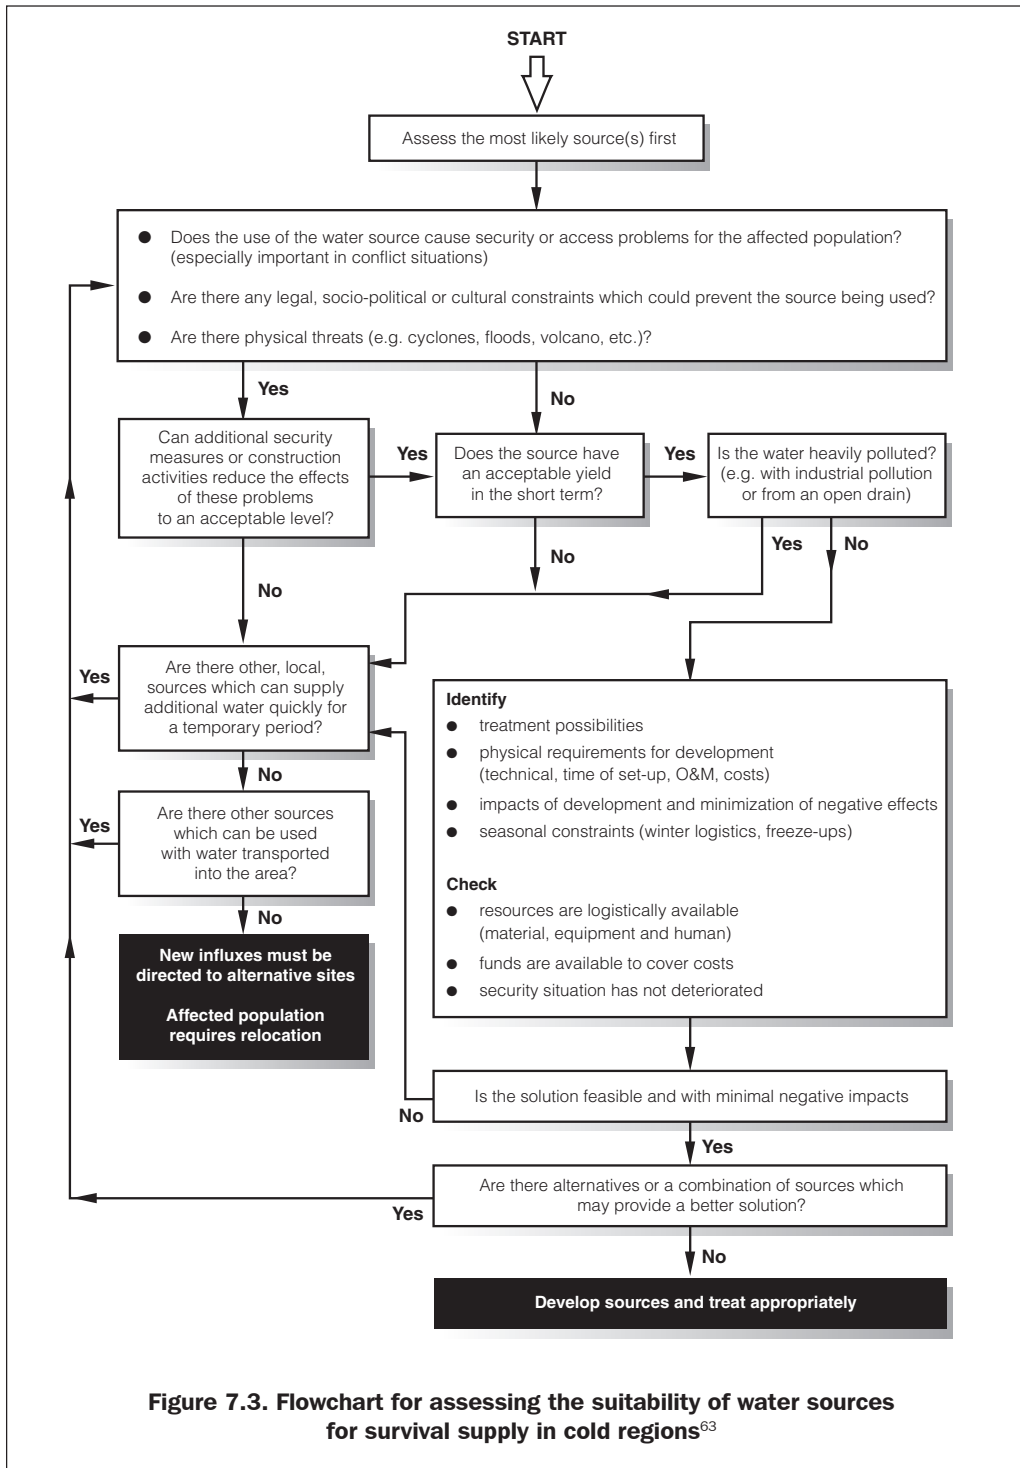 START
Assess the most likely source(s) first
● Does the use of the water source cause security or access problems for the affected population?
(especially important in conflict situations)
● Are there any legal, socio-political or cultural constraints which could prevent the source being used?
● Are there physical threats (e.g. cyclones, floods, volcano, etc.)?
Yes
No
Can additional security
measures or construction
activities reduce the effects
of these problems
to an acceptable level?
Yes
Does the source have
an acceptable yield
in the short term?
Yes
Is the water heavily polluted?
(e.g. with industrial pollution
or from an open drain)
No
No
Yes
No
Are there other, local,
sources which can supply
additional water quickly for
a temporary period?
Yes
No
Are there other sources
which can be used
with water transported
into the area?
Yes
No
New influxes must be
directed to alternative sites
Affected population
requires relocation
Identify
● treatment possibilities
● physical requirements for development
(technical, time of set-up, O&M, costs)
● impacts of development and minimization of negative effects
● seasonal constraints (winter logistics, freeze-ups)
Check
● resources are logistically available
(material, equipment and human)
● funds are available to cover costs
● security situation has not deteriorated
Is the solution feasible and with minimal negative impacts
No
Yes
Are there alternatives or a combination of sources which
may provide a better solution?
Yes
No
Develop sources and treat appropriately
Figure 7.3. Flowchart for assessing the suitability of water sources
for survival supply in cold regions63